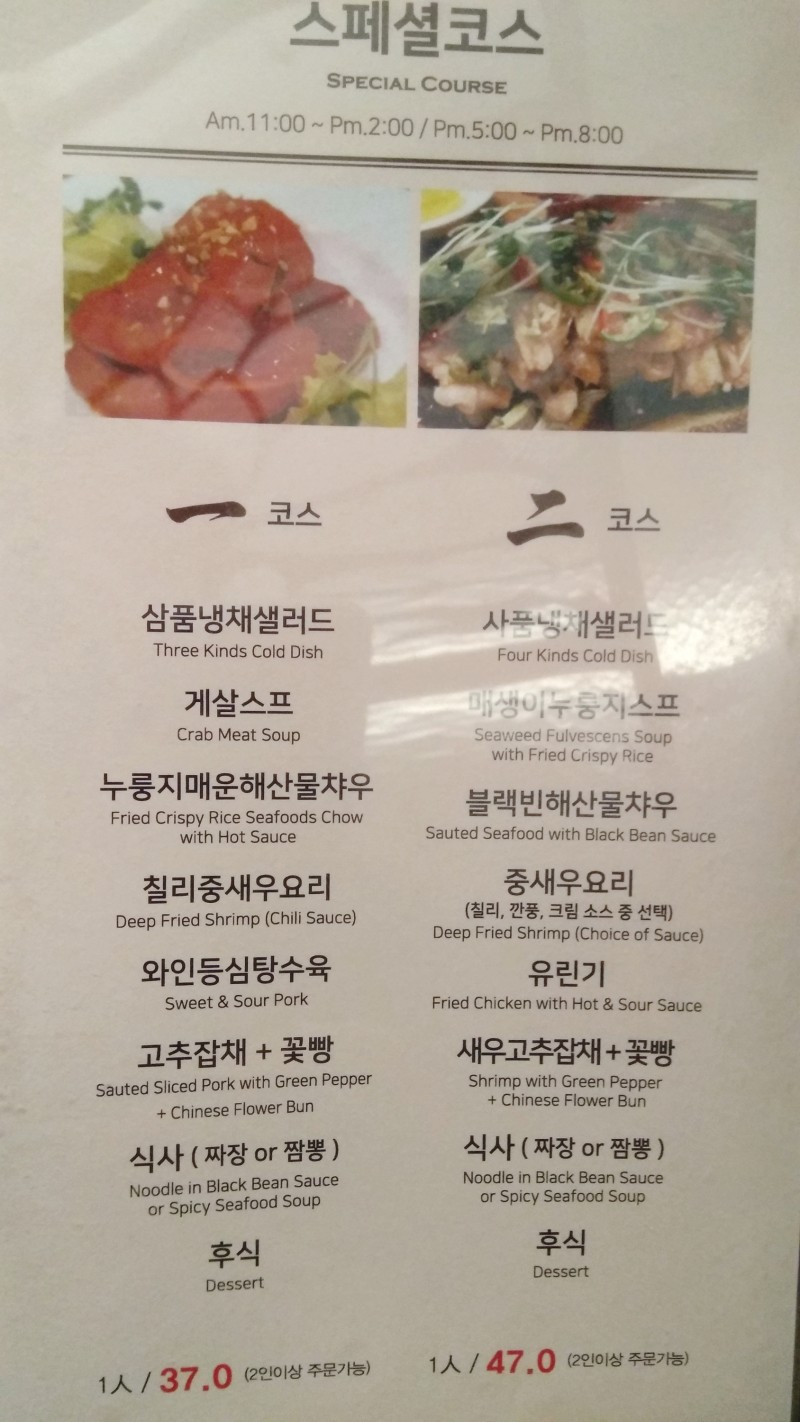 스페셜코스
SPECIAL COURSE
Am.11:00 ~ Pm.2:00 / Pm.5:00 ~ Pm.8:00
一 코스
삼품냉채샐러드
Three Kinds Cold Dish
게살스프
Crab Meat Soup
누룽지매운해산물챠우
Fried Crispy Rice Seafoods Chow
with Hot Sauce
칠리중새우요리
Deep Fried Shrimp (Chili Sauce)
와인등심탕수육
Sweet & Sour Pork
고추잡채 + 꽃빵
Sauted Sliced Pork with Green Pepper
+ Chinese Flower Bun
식사 ( 짜장 or 짬뽕 )
Noodle in Black Bean Sauce
or Spicy Seafood Soup
후식
Dessert
1人 / 37.0 (2인이상 주문가능)
二 코스
사품냉채샐러드
Four Kinds Cold Dish
매생이누룽지스프
Seaweed Fulvescens Soup
with Fried Crispy Rice
블랙빈해산물챠우
Sauted Seafood with Black Bean Sauce
중새우요리
(칠리, 깐풍, 크림 소스 중 선택)
Deep Fried Shrimp (Choice of Sauce)
유린기
Fried Chicken with Hot & Sour Sauce
새우고추잡채+꽃빵
Shrimp with Green Pepper
+ Chinese Flower Bun
식사 ( 짜장 or 짬뽕 )
Noodle in Black Bean Sauce
or Spicy Seafood Soup
후식
Dessert
1人 / 47.0 (2인이상 주문가능)